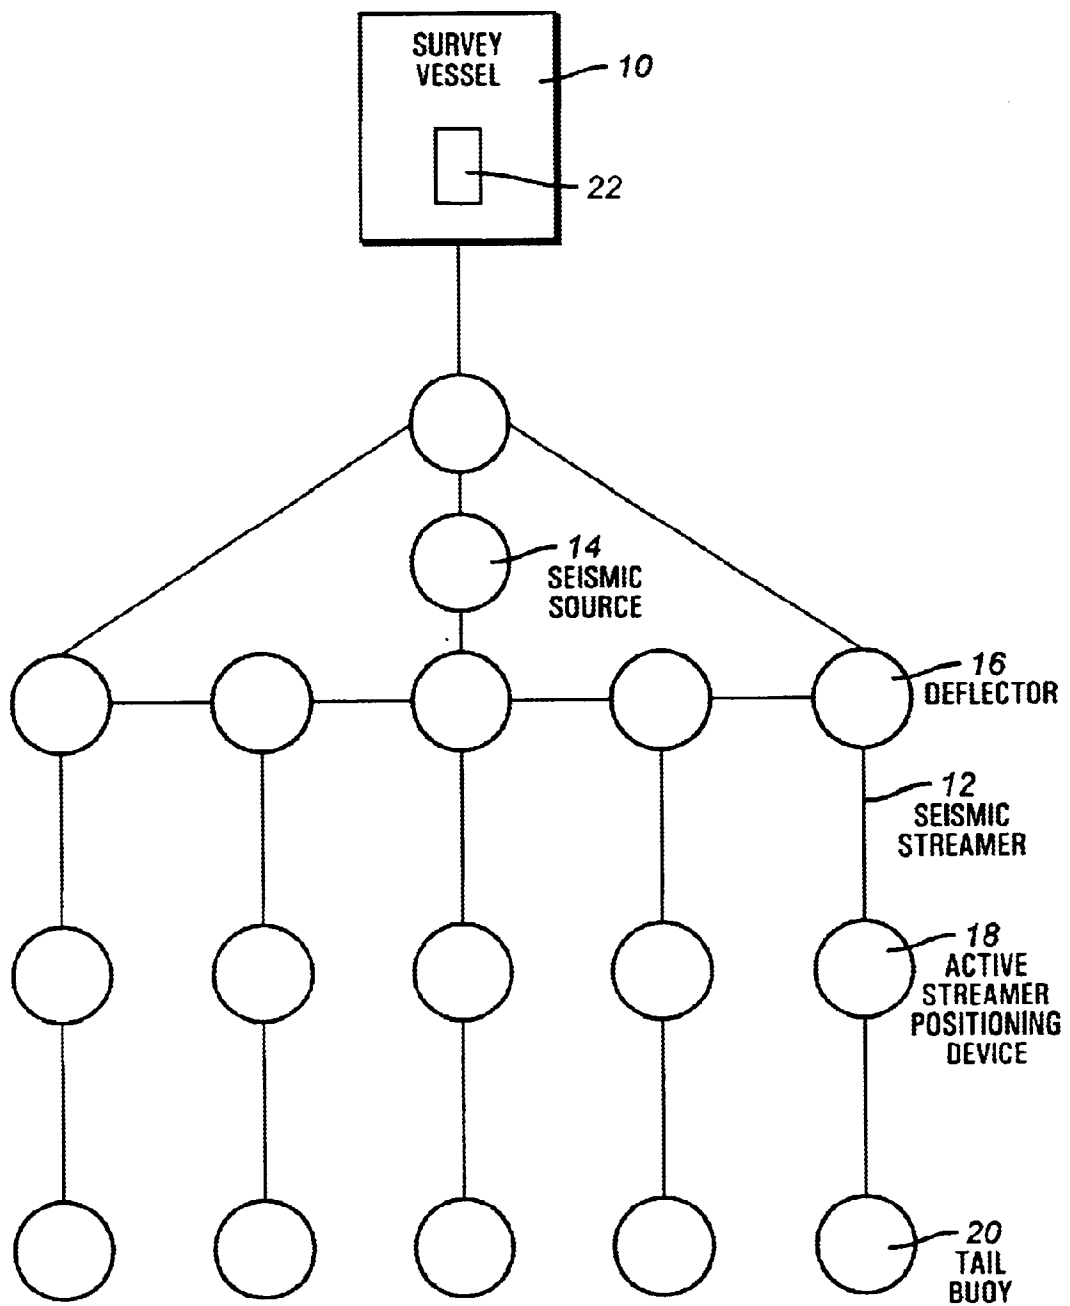 SURVEY
VESSEL
10
22
14
SEISMIC
SOURCE
16
DEFLECTOR
12
SEISMIC
STREAMER
18
ACTIVE
STREAMER
POSITIONING
DEVICE
20
TAIL
BUOY